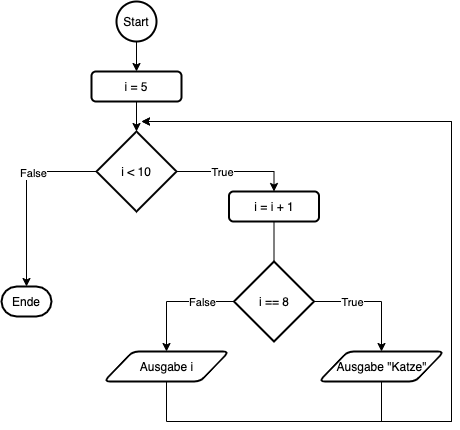 Start
i = 5
i < 10
False
True
i = i + 1
Ende
i == 8
False
True
Ausgabe i
Ausgabe "Katze"